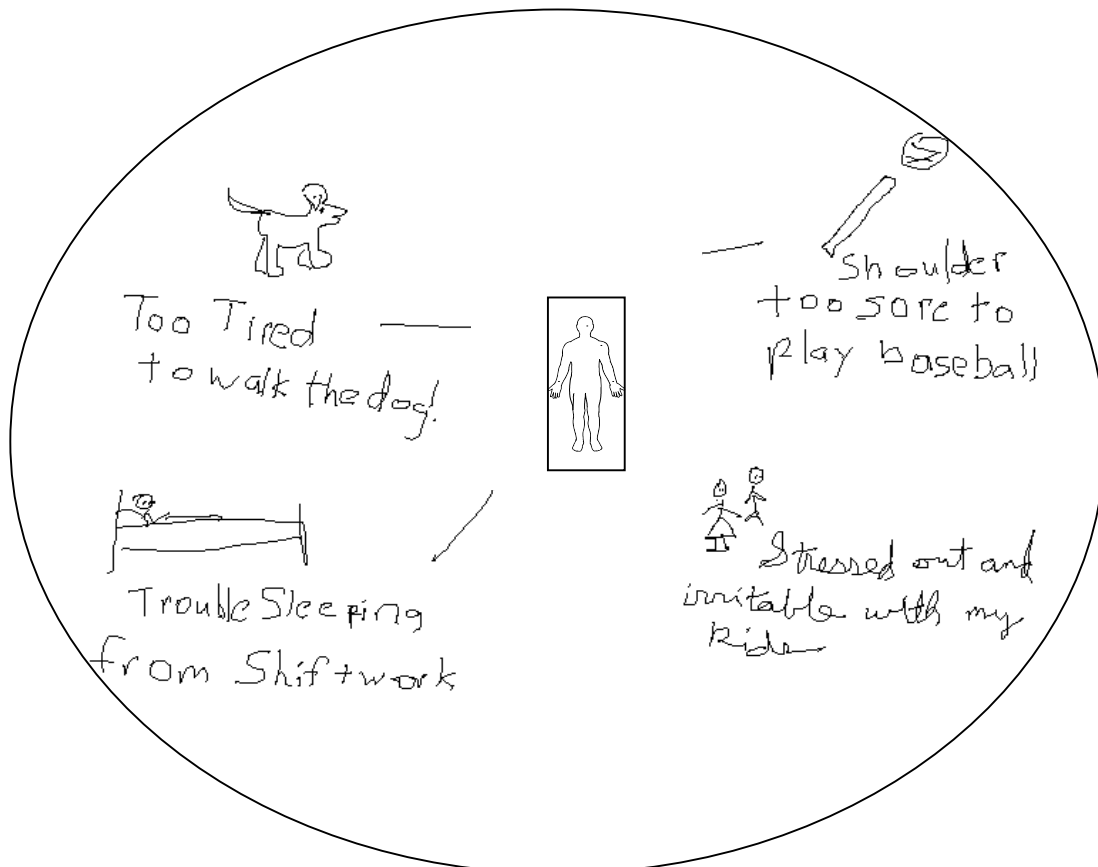 Too Tired
to walk the dog!
Shoulder
too sore to
play baseball
Trouble Sleeping
from Shiftwork
Stressed out and
irritable with my
kids